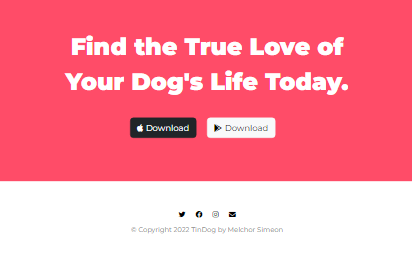 Find the True Love of
Your Dog's Life Today.
Download Download
© Copyright 2022 TinDog by Melchor Simeon